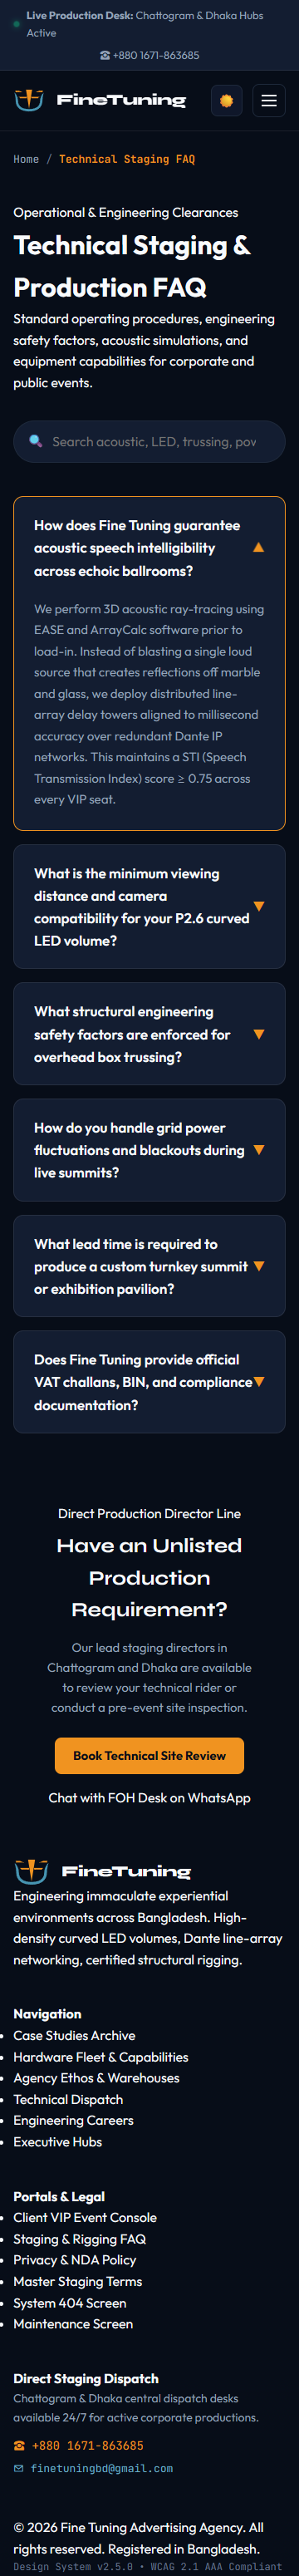 Live Production Desk: Chattogram & Dhaka Hubs
Active
☎ +880 1671-863685
FineTuning
Home / Technical Staging FAQ
Operational & Engineering Clearances
Technical Staging &
Production FAQ
Standard operating procedures, engineering
safety factors, acoustic simulations, and
equipment capabilities for corporate and
public events.
Search acoustic, LED, trussing, pov
How does Fine Tuning guarantee
acoustic speech intelligibility
across echoic ballrooms?
We perform 3D acoustic ray-tracing using
EASE and ArrayCalc software prior to
load-in. Instead of blasting a single loud
source that creates reflections off marble
and glass, we deploy distributed line-
array delay towers aligned to millisecond
accuracy over redundant Dante IP
networks. This maintains a STI (Speech
Transmission Index) score ≥ 0.75 across
every VIP seat.
What is the minimum viewing
distance and camera
compatibility for your P2.6 curved
LED volume?
What structural engineering
safety factors are enforced for
overhead box trussing?
How do you handle grid power
fluctuations and blackouts during
live summits?
What lead time is required to
produce a custom turnkey summit
or exhibition pavilion?
Does Fine Tuning provide official
VAT challans, BIN, and compliance
documentation?
Direct Production Director Line
Have an Unlisted
Production
Requirement?
Our lead staging directors in
Chattogram and Dhaka are available
to review your technical rider or
conduct a pre-event site inspection.
Book Technical Site Review
Chat with FOH Desk on WhatsApp
FineTuning
Engineering immaculate experiential
environments across Bangladesh. High-
density curved LED volumes, Dante line-array
networking, certified structural rigging.
Navigation
• Case Studies Archive
• Hardware Fleet & Capabilities
• Agency Ethos & Warehouses
• Technical Dispatch
• Engineering Careers
• Executive Hubs
Portals & Legal
• Client VIP Event Console
• Staging & Rigging FAQ
• Privacy & NDA Policy
• Master Staging Terms
• System 404 Screen
• Maintenance Screen
Direct Staging Dispatch
Chattogram & Dhaka central dispatch desks
available 24/7 for active corporate productions.
☎ +880 1671-863685
✉ finetuningbd@gmail.com
© 2026 Fine Tuning Advertising Agency. All
rights reserved. Registered in Bangladesh.
Design System v2.5.0 • WCAG 2.1 AAA Compliant